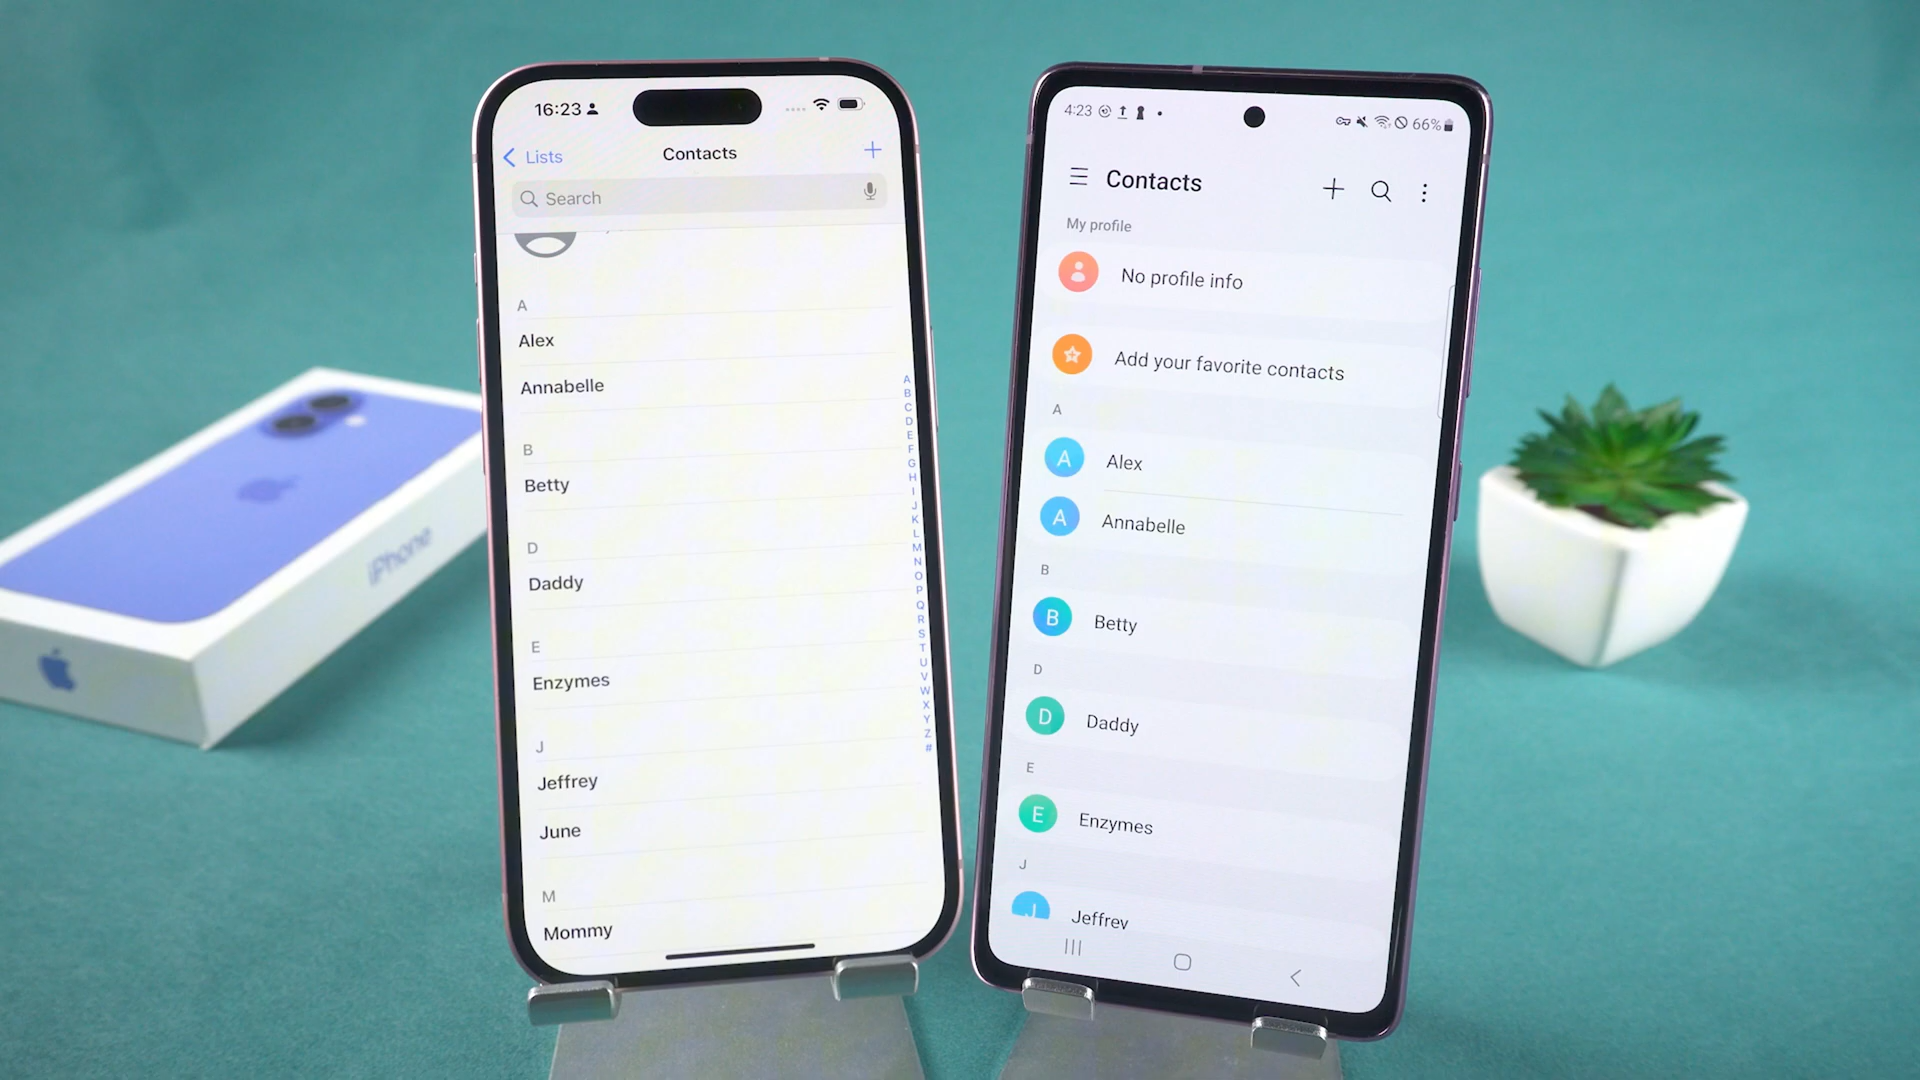 16:23
Lists
Contacts
+
Search
A
Alex
Annabelle
B
Betty
D
Daddy
E
Enzymes
J
Jeffrey
June
M
Mommy
A
B
C
D
E
F
G
H
I
J
K
L
M
N
O
P
Q
R
S
T
U
V
W
X
Y
Z
#
4:23
66%
Contacts
My profile
No profile info
Add your favorite contacts
A
A Alex
A Annabelle
B
B Betty
D
D Daddy
E
E Enzymes
J
J Jeffrey
iPhone